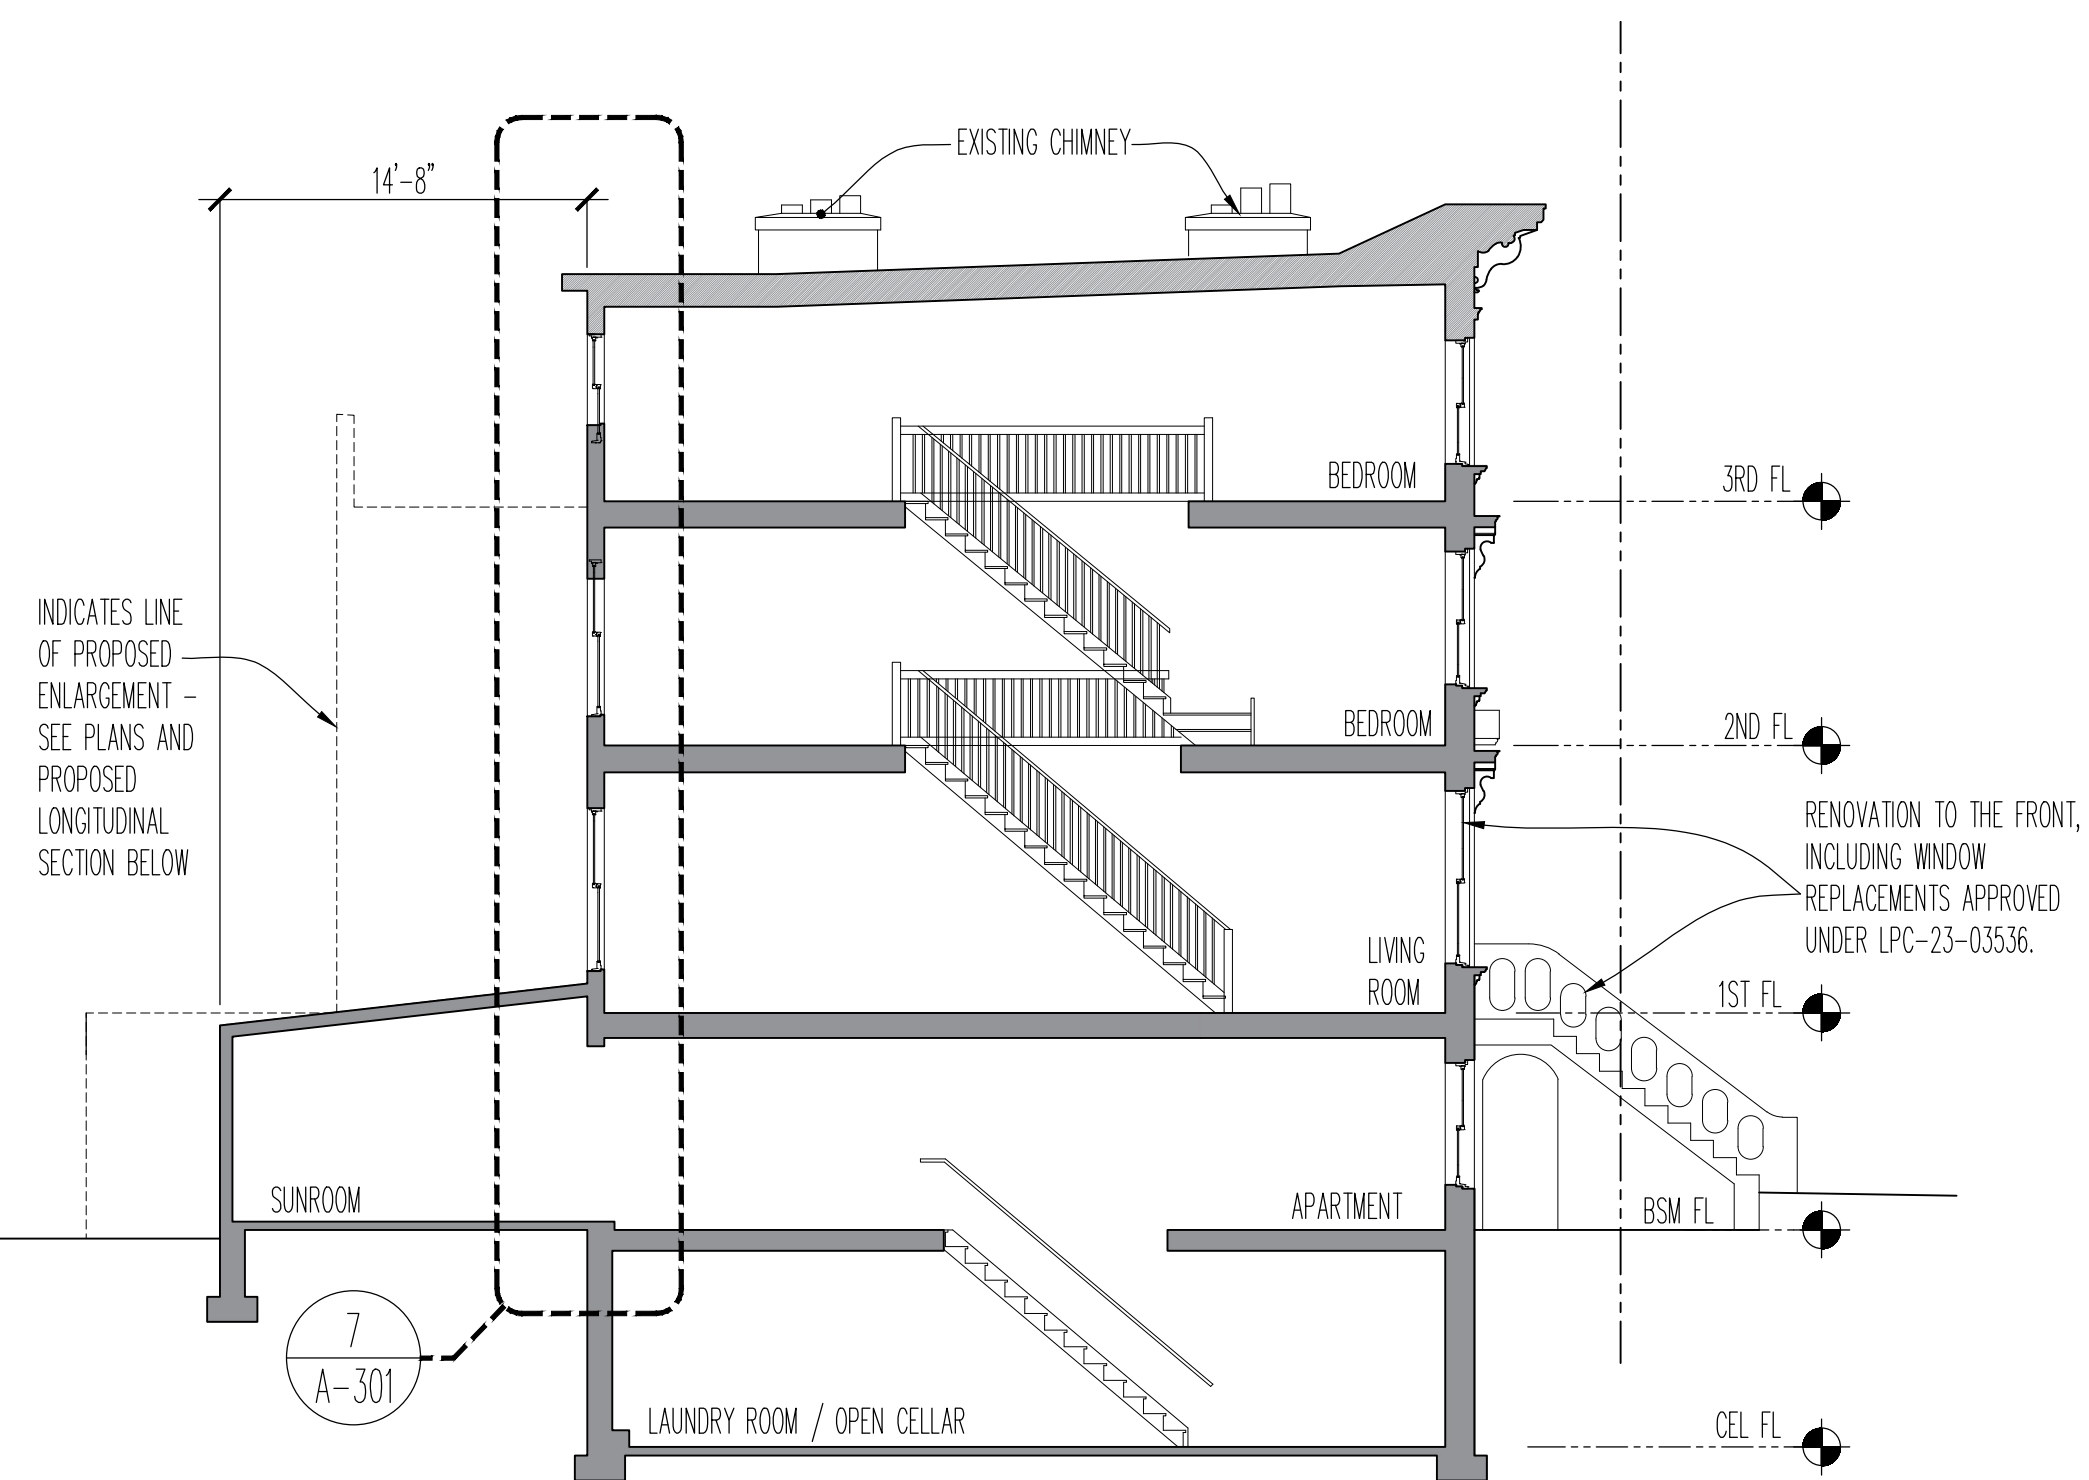 EXISTING CHIMNEY
14'-8"
BEDROOM
3RD FL
INDICATES LINE
OF PROPOSED
ENLARGEMENT -
SEE PLANS AND
PROPOSED
LONGITUDINAL
SECTION BELOW
BEDROOM
2ND FL
RENOVATION TO THE FRONT,
INCLUDING WINDOW
REPLACEMENTS APPROVED
UNDER LPC-23-03536.
LIVING
ROOM
1ST FL
SUNROOM
APARTMENT
BSM FL
7
A-301
LAUNDRY ROOM / OPEN CELLAR
CEL FL